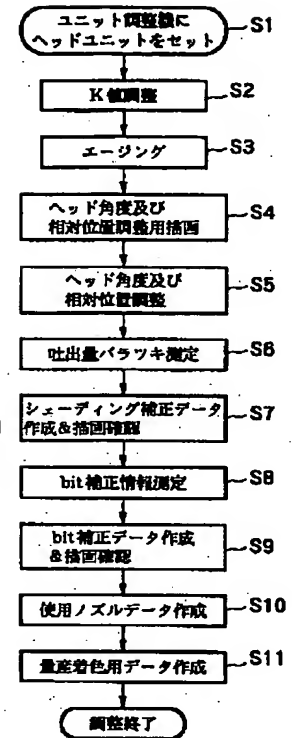 ユニット調整機に
ヘッドユニットをセット
S1
K値調整
S2
エージング
S3
ヘッド角度及び
相対位置調整用描画
S4
ヘッド角度及び
相対位置調整
S5
吐出量バラツキ測定
S6
シェーディング補正データ
作成&描画確認
S7
bit補正情報測定
S8
bit補正データ作成
&描画確認
S9
使用ノズルデータ作成
S10
量産着色用データ作成
S11
調整終了